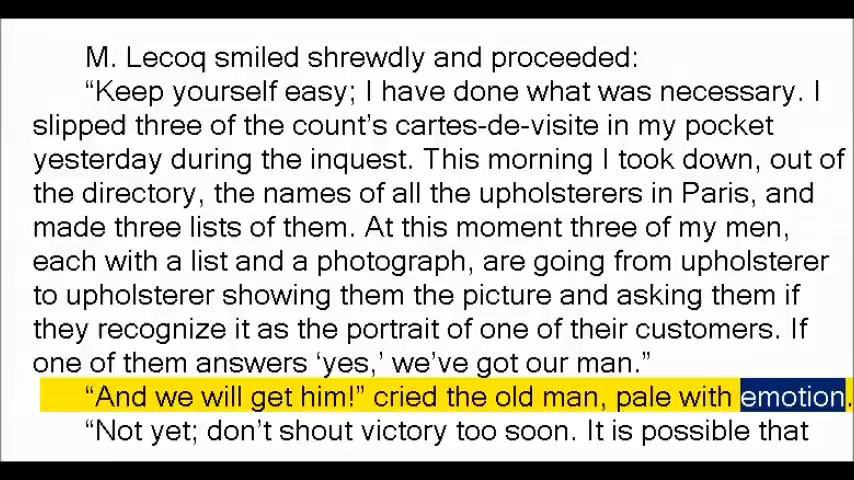 M. Lecoq smiled shrewdly and proceeded:
“Keep yourself easy; I have done what was necessary. I
slipped three of the count’s cartes-de-visite in my pocket
yesterday during the inquest. This morning I took down, out of
the directory, the names of all the upholsterers in Paris, and
made three lists of them. At this moment three of my men,
each with a list and a photograph, are going from upholsterer
to upholsterer showing them the picture and asking them if
they recognize it as the portrait of one of their customers. If
one of them answers ‘yes,’ we’ve got our man.”
“And we will get him!” cried the old man, pale with emotion.
“Not yet; don’t shout victory too soon. It is possible that